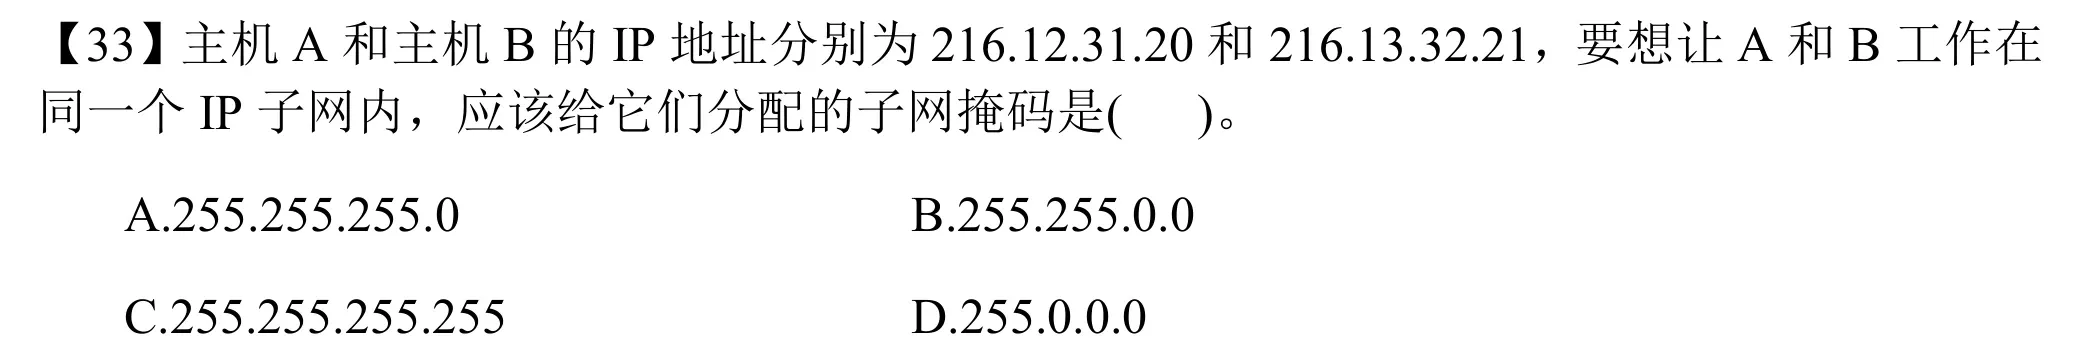 【33】主机 A 和主机 B 的 IP 地址分别为 216.12.31.20 和 216.13.32.21，要想让 A 和 B 工作在
同一个 IP 子网内，应该给它们分配的子网掩码是(    )。
A.255.255.255.0    B.255.255.0.0
C.255.255.255.255    D.255.0.0.0